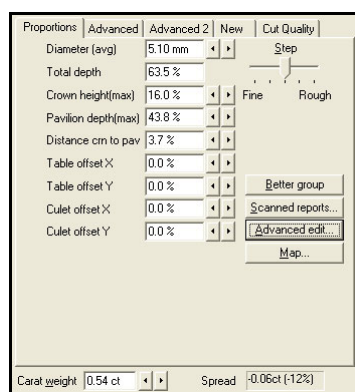 Proportions Advanced Advanced 2 New Cut Quality
Diameter (avg) 5.10 mm Step
Total depth 63.5 %
Crown height(max) 16.0 % Fine Rough
Pavilion depth(max) 43.8 %
Distance crn to pav 3.7 %
Table offset X 0.0 %
Table offset Y 0.0 % Better group
Culet offset X 0.0 % Scanned reports...
Culet offset Y 0.0 % Advanced edit...
Map...
Carat weight 0.54 ct Spread -0.06ct (-12%)